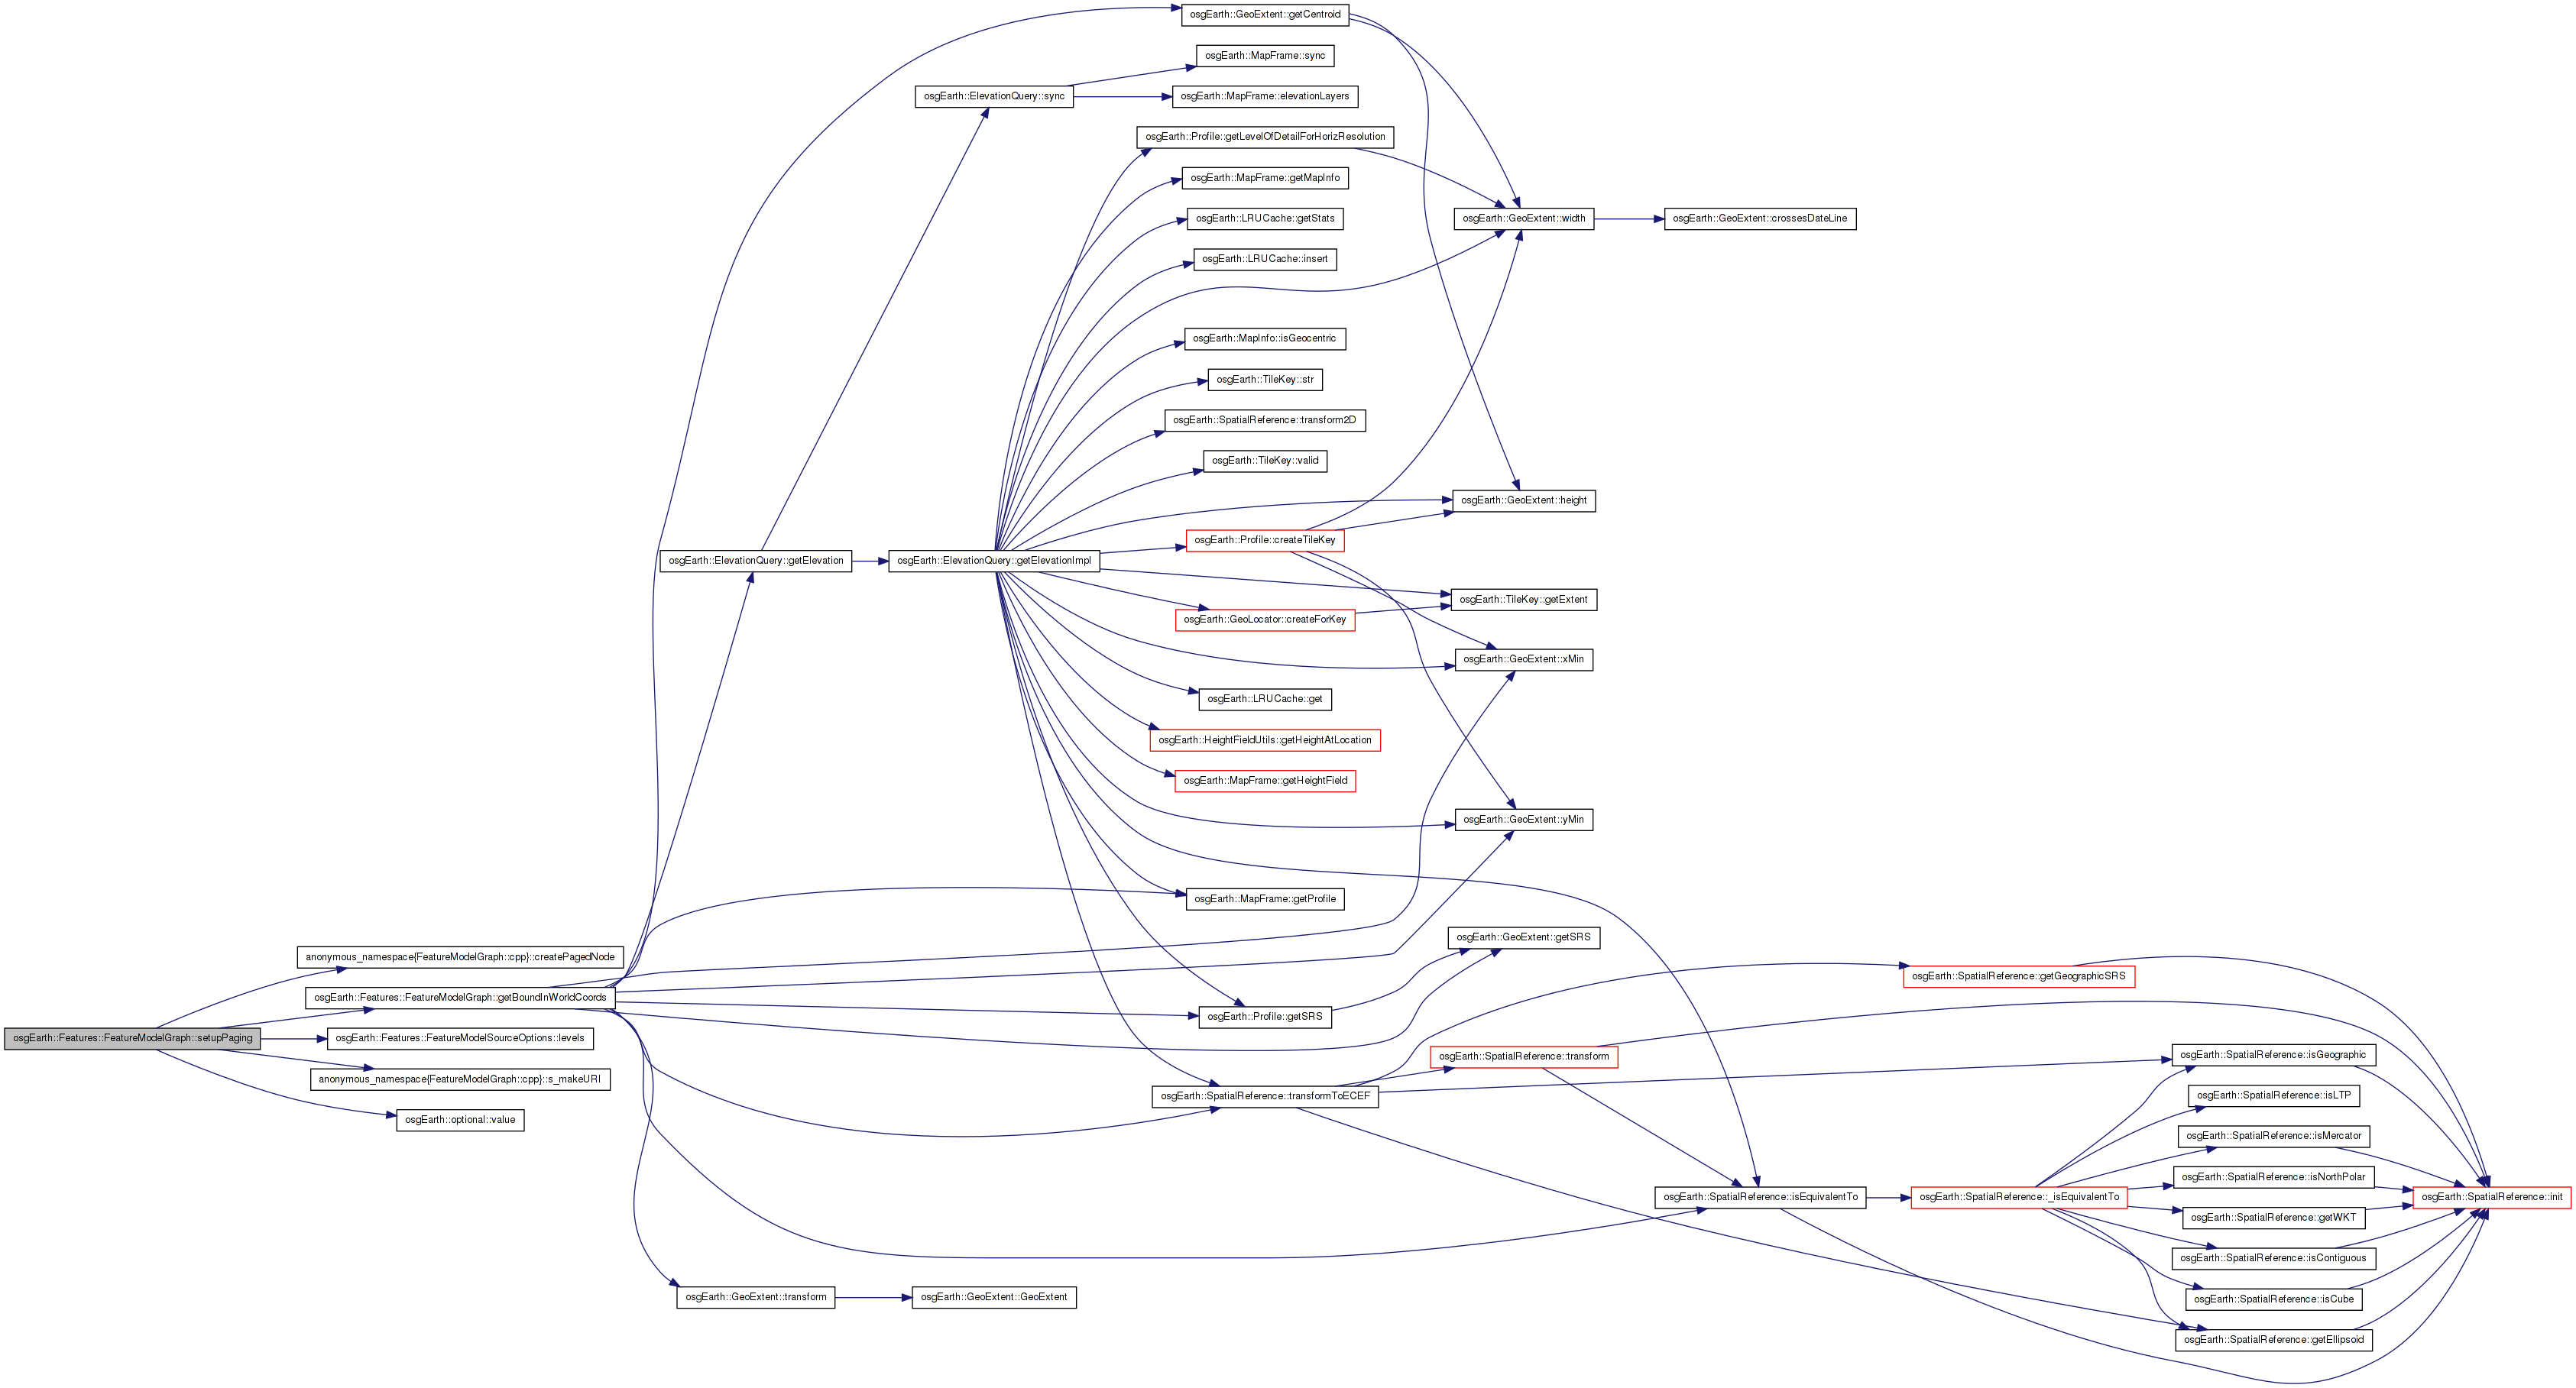 osgEarth::GeoExtent::getCentroid
osgEarth::MapFrame::sync
osgEarth::ElevationQuery::sync
osgEarth::MapFrame::elevationLayers
osgEarth::Profile::getLevelOfDetailForHorizResolution
osgEarth::MapFrame::getMapInfo
osgEarth::LRUCache::getStats
osgEarth::GeoExtent::width
osgEarth::GeoExtent::crossesDateLine
osgEarth::LRUCache::insert
osgEarth::MapInfo::isGeocentric
osgEarth::TileKey::str
osgEarth::SpatialReference::transform2D
osgEarth::TileKey::valid
osgEarth::GeoExtent::height
osgEarth::Profile::createTileKey
osgEarth::ElevationQuery::getElevation
osgEarth::ElevationQuery::getElevationImpl
osgEarth::TileKey::getExtent
osgEarth::GeoLocator::createForKey
osgEarth::GeoExtent::xMin
osgEarth::LRUCache::get
osgEarth::HeightFieldUtils::getHeightAtLocation
osgEarth::MapFrame::getHeightField
osgEarth::GeoExtent::yMin
osgEarth::MapFrame::getProfile
osgEarth::GeoExtent::getSRS
anonymous_namespace{FeatureModelGraph::cpp}::createPagedNode
osgEarth::SpatialReference::getGeographicSRS
osgEarth::Features::FeatureModelGraph::getBoundInWorldCoords
osgEarth::Profile::getSRS
osgEarth::Features::FeatureModelGraph::setupPaging
osgEarth::Features::FeatureModelSourceOptions::levels
osgEarth::SpatialReference::transform
osgEarth::SpatialReference::isGeographic
anonymous_namespace{FeatureModelGraph::cpp}::s_makeURI
osgEarth::SpatialReference::transformToECEF
osgEarth::SpatialReference::isLTP
osgEarth::optional::value
osgEarth::SpatialReference::isMercator
osgEarth::SpatialReference::isNorthPolar
osgEarth::SpatialReference::isEquivalentTo
osgEarth::SpatialReference::_isEquivalentTo
osgEarth::SpatialReference::init
osgEarth::SpatialReference::getWKT
osgEarth::SpatialReference::isContiguous
osgEarth::GeoExtent::transform
osgEarth::GeoExtent::GeoExtent
osgEarth::SpatialReference::isCube
osgEarth::SpatialReference::getEllipsoid